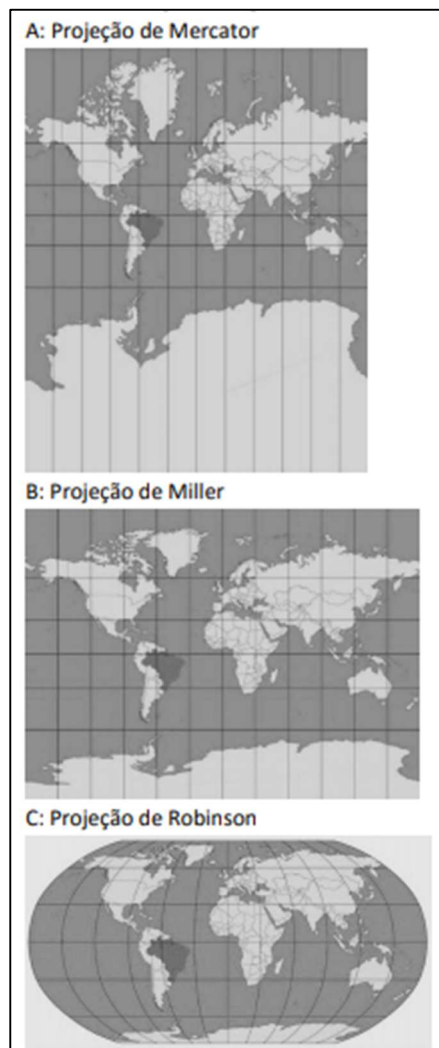 A: Projeção de Mercator
B: Projeção de Miller
C: Projeção de Robinson